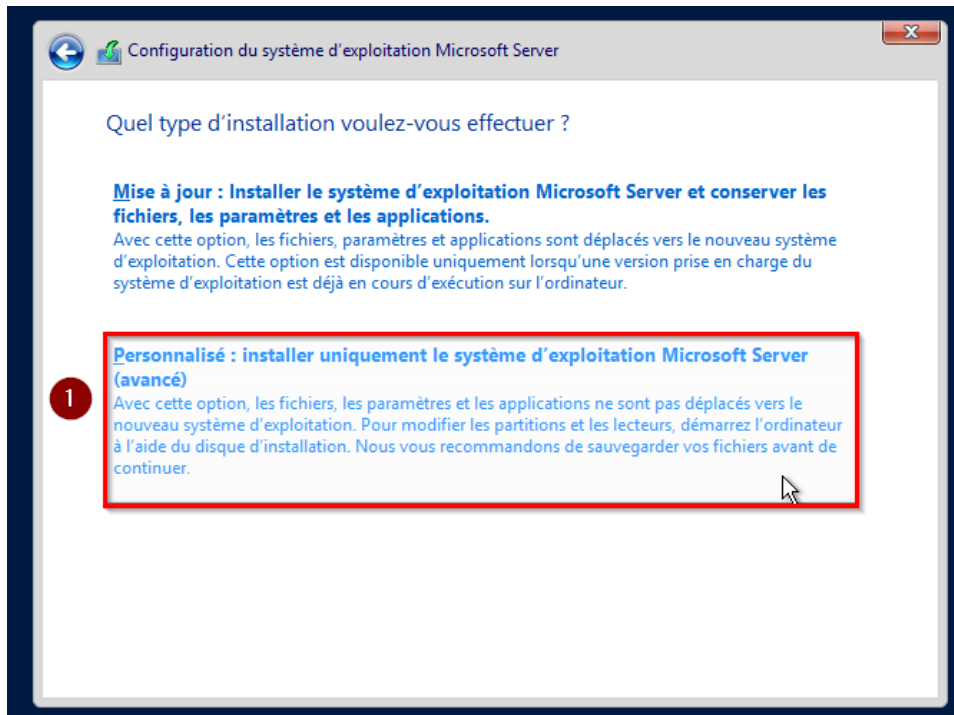 Configuration du système d'exploitation Microsoft Server
Quel type d'installation voulez-vous effectuer ?
Mise à jour : Installer le système d'exploitation Microsoft Server et conserver les
fichiers, les paramètres et les applications.
Avec cette option, les fichiers, paramètres et applications sont déplacés vers le nouveau système
d'exploitation. Cette option est disponible uniquement lorsqu'une version prise en charge du
système d'exploitation est déjà en cours d'exécution sur l'ordinateur.
Personnalisé : installer uniquement le système d'exploitation Microsoft Server
(avancé)
1
Avec cette option, les fichiers, les paramètres et les applications ne sont pas déplacés vers le
nouveau système d'exploitation. Pour modifier les partitions et les lecteurs, démarrez l'ordinateur
à l'aide du disque d'installation. Nous vous recommandons de sauvegarder vos fichiers avant de
continuer.